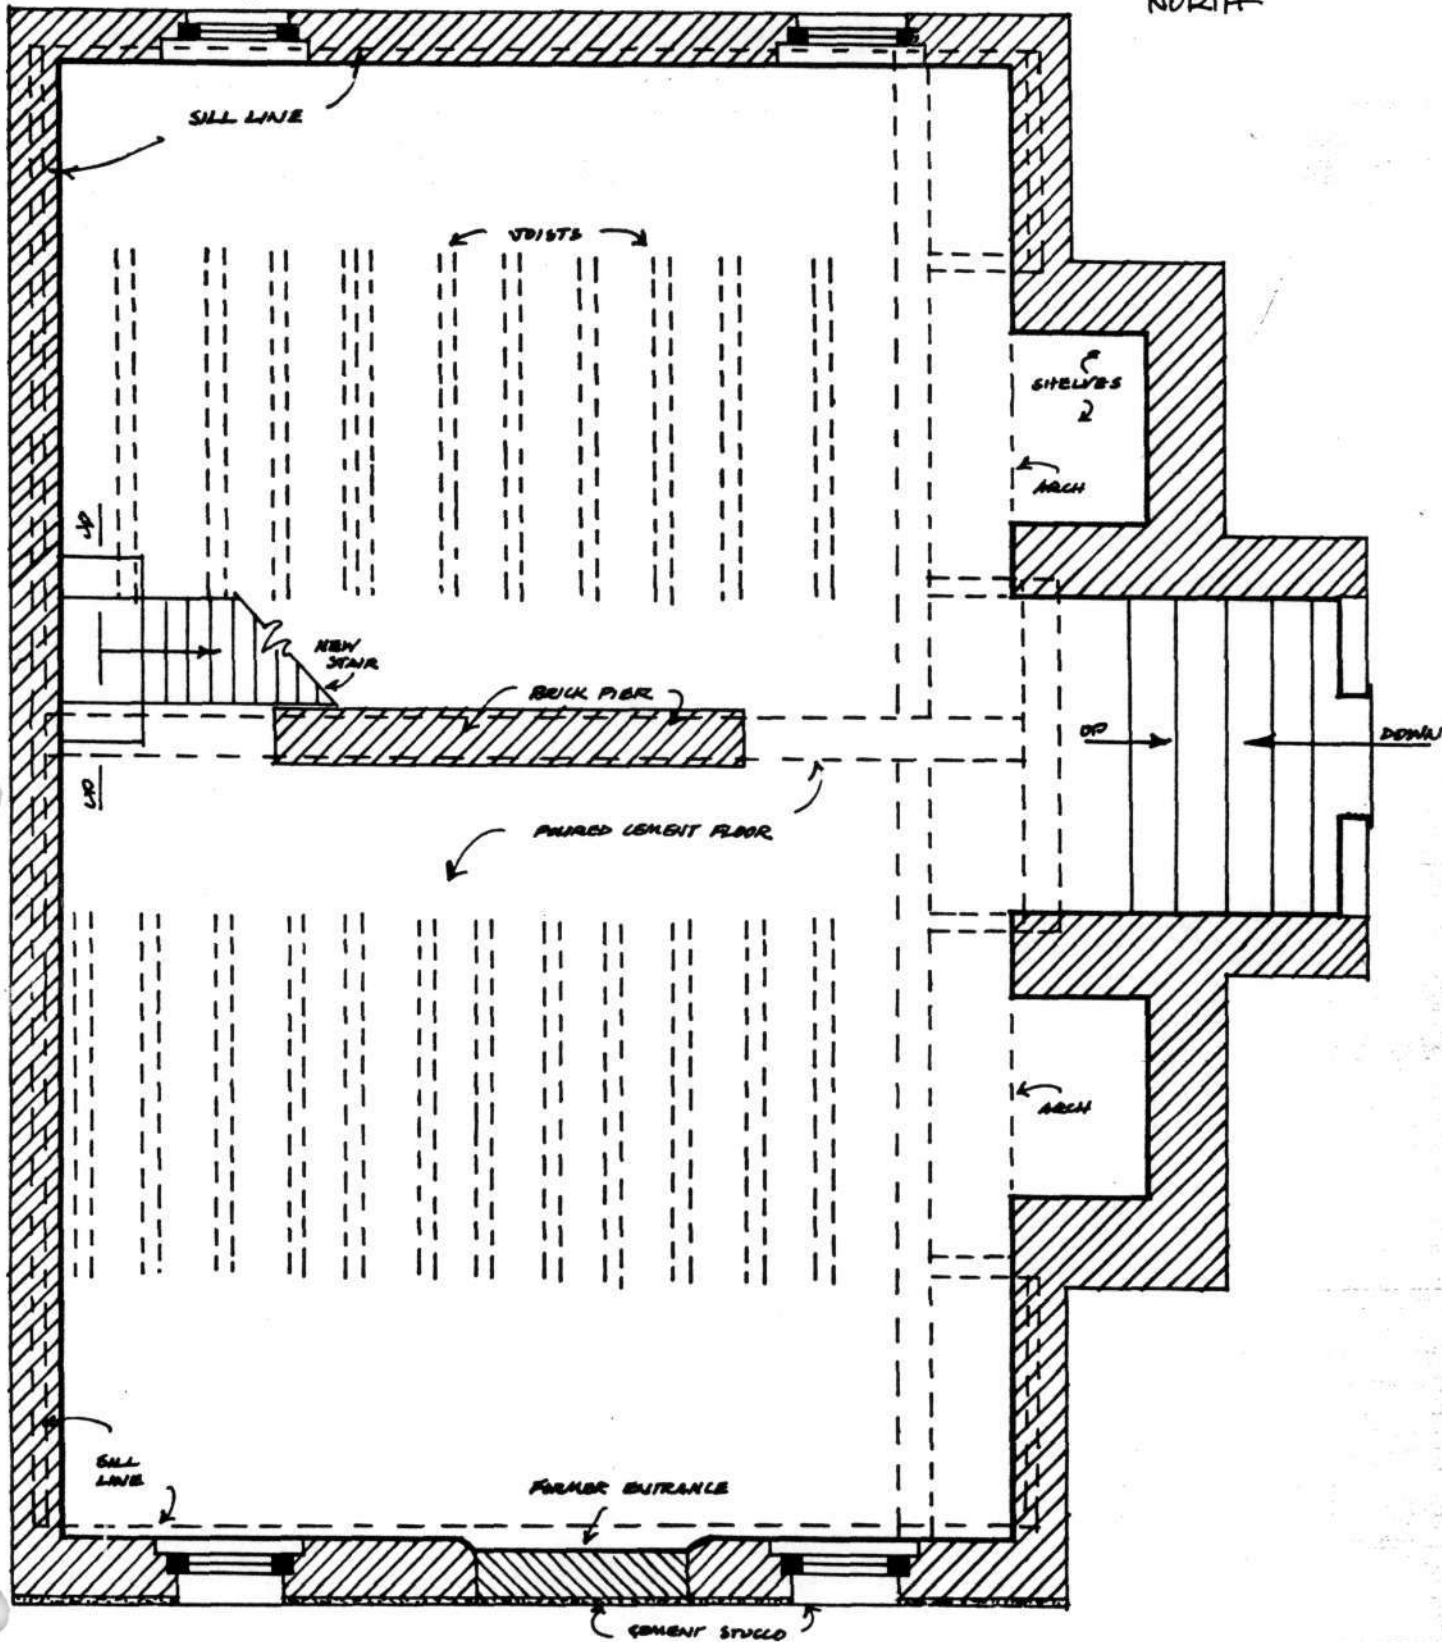 NORTH
SILL LINE
JOISTS
SHELVES
ARCH
UP
NEW
STAIR
BRICK PIER
UP
DOWN
UP
POURED CEMENT FLOOR
ARCH
SILL
LINE
FORMER ENTRANCE
CEMENT STUCCO